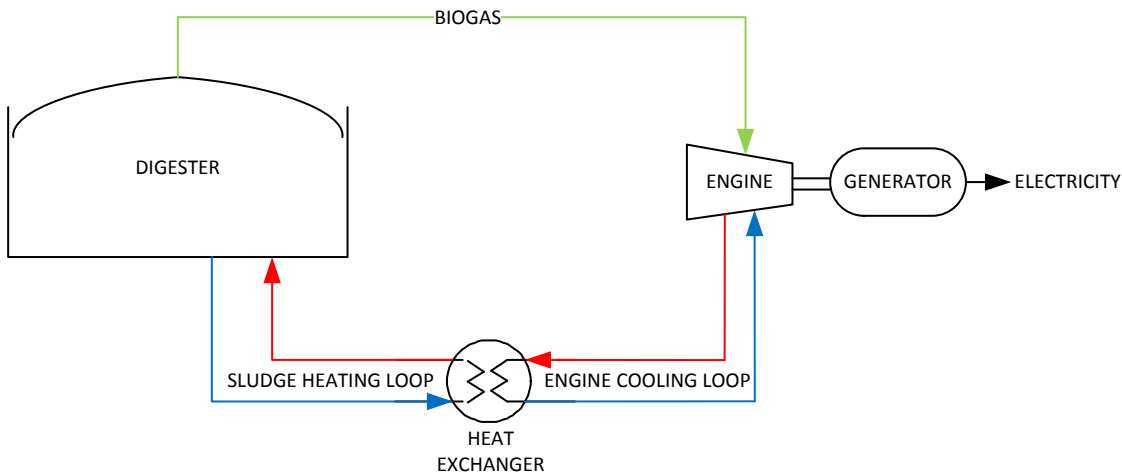 BIOGAS
DIGESTER
ENGINE
GENERATOR
ELECTRICITY
SLUDGE HEATING LOOP
ENGINE COOLING LOOP
HEAT
EXCHANGER